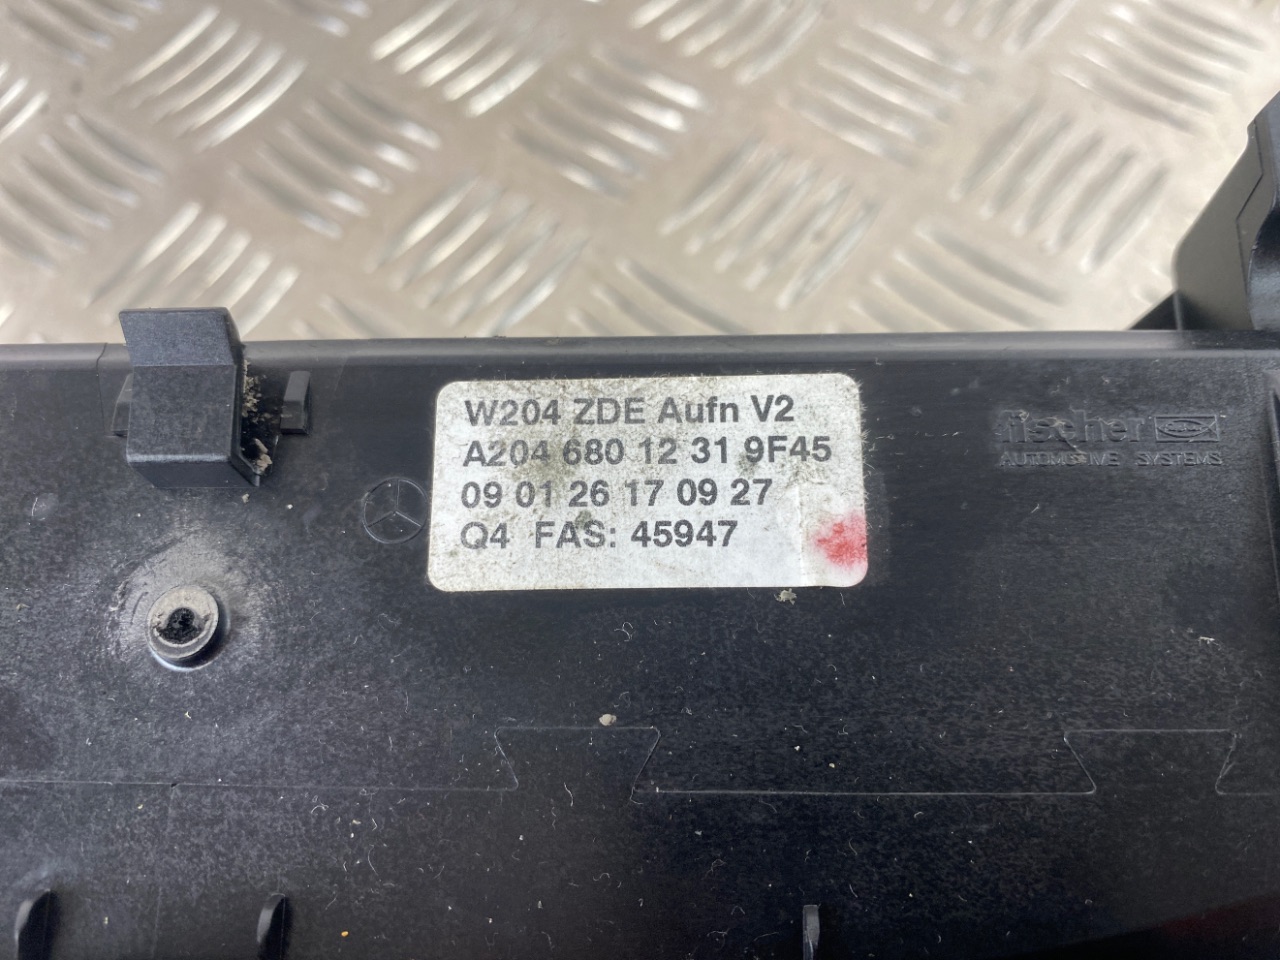 W204 ZDE Aufn V2
A204 680 12 31 9F45
09 01 26 17 09 27
Q4 FAS: 45947
fischer
AUTOMOTIVE SYSTEMS